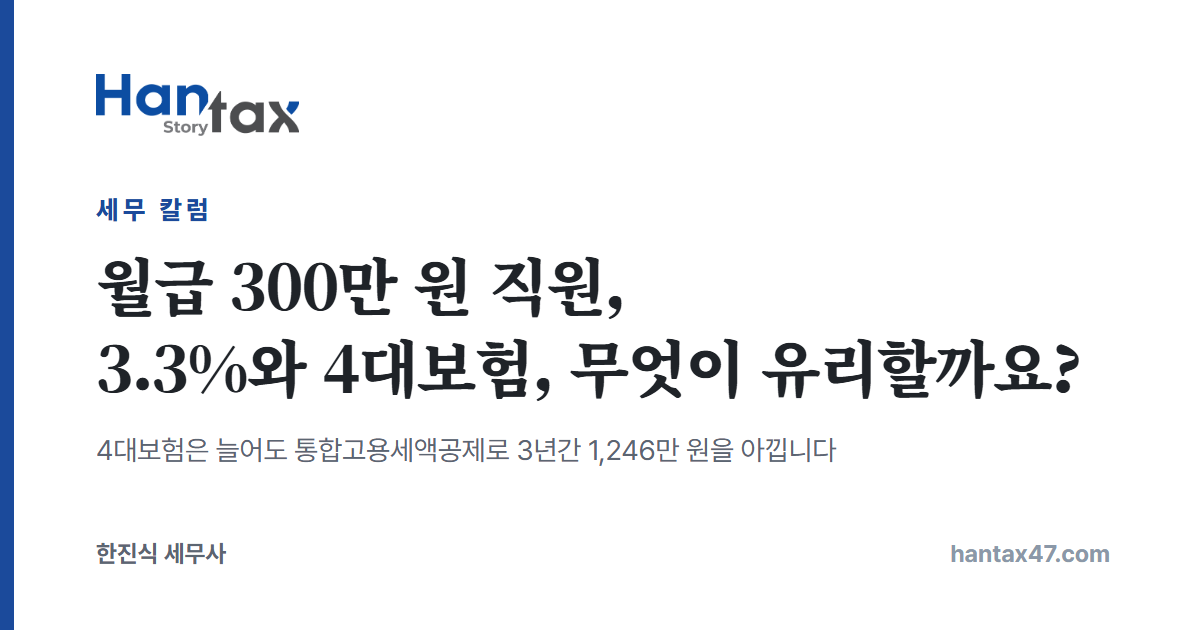 Hantax
Story
세무 칼럼
월급 300만 원 직원,
3.3%와 4대보험, 무엇이 유리할까요?
4대보험은 늘어도 통합고용세액공제로 3년간 1,246만 원을 아낍니다
한진식 세무사
hantax47.com